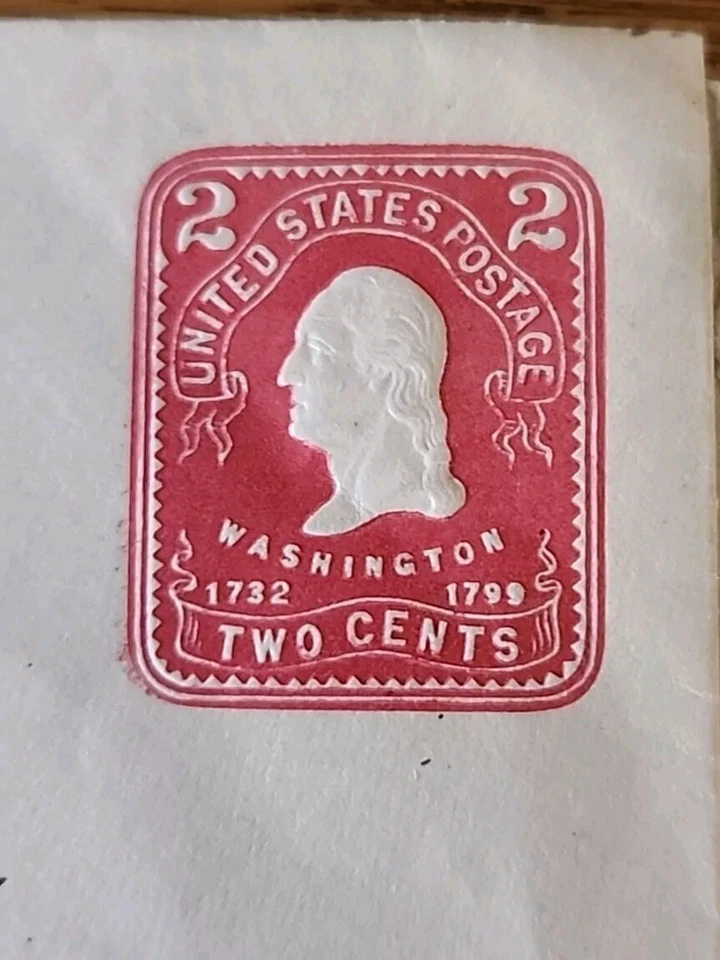 2 2
UNITED STATES POSTAGE
WASHINGTON
1732 1799
TWO CENTS